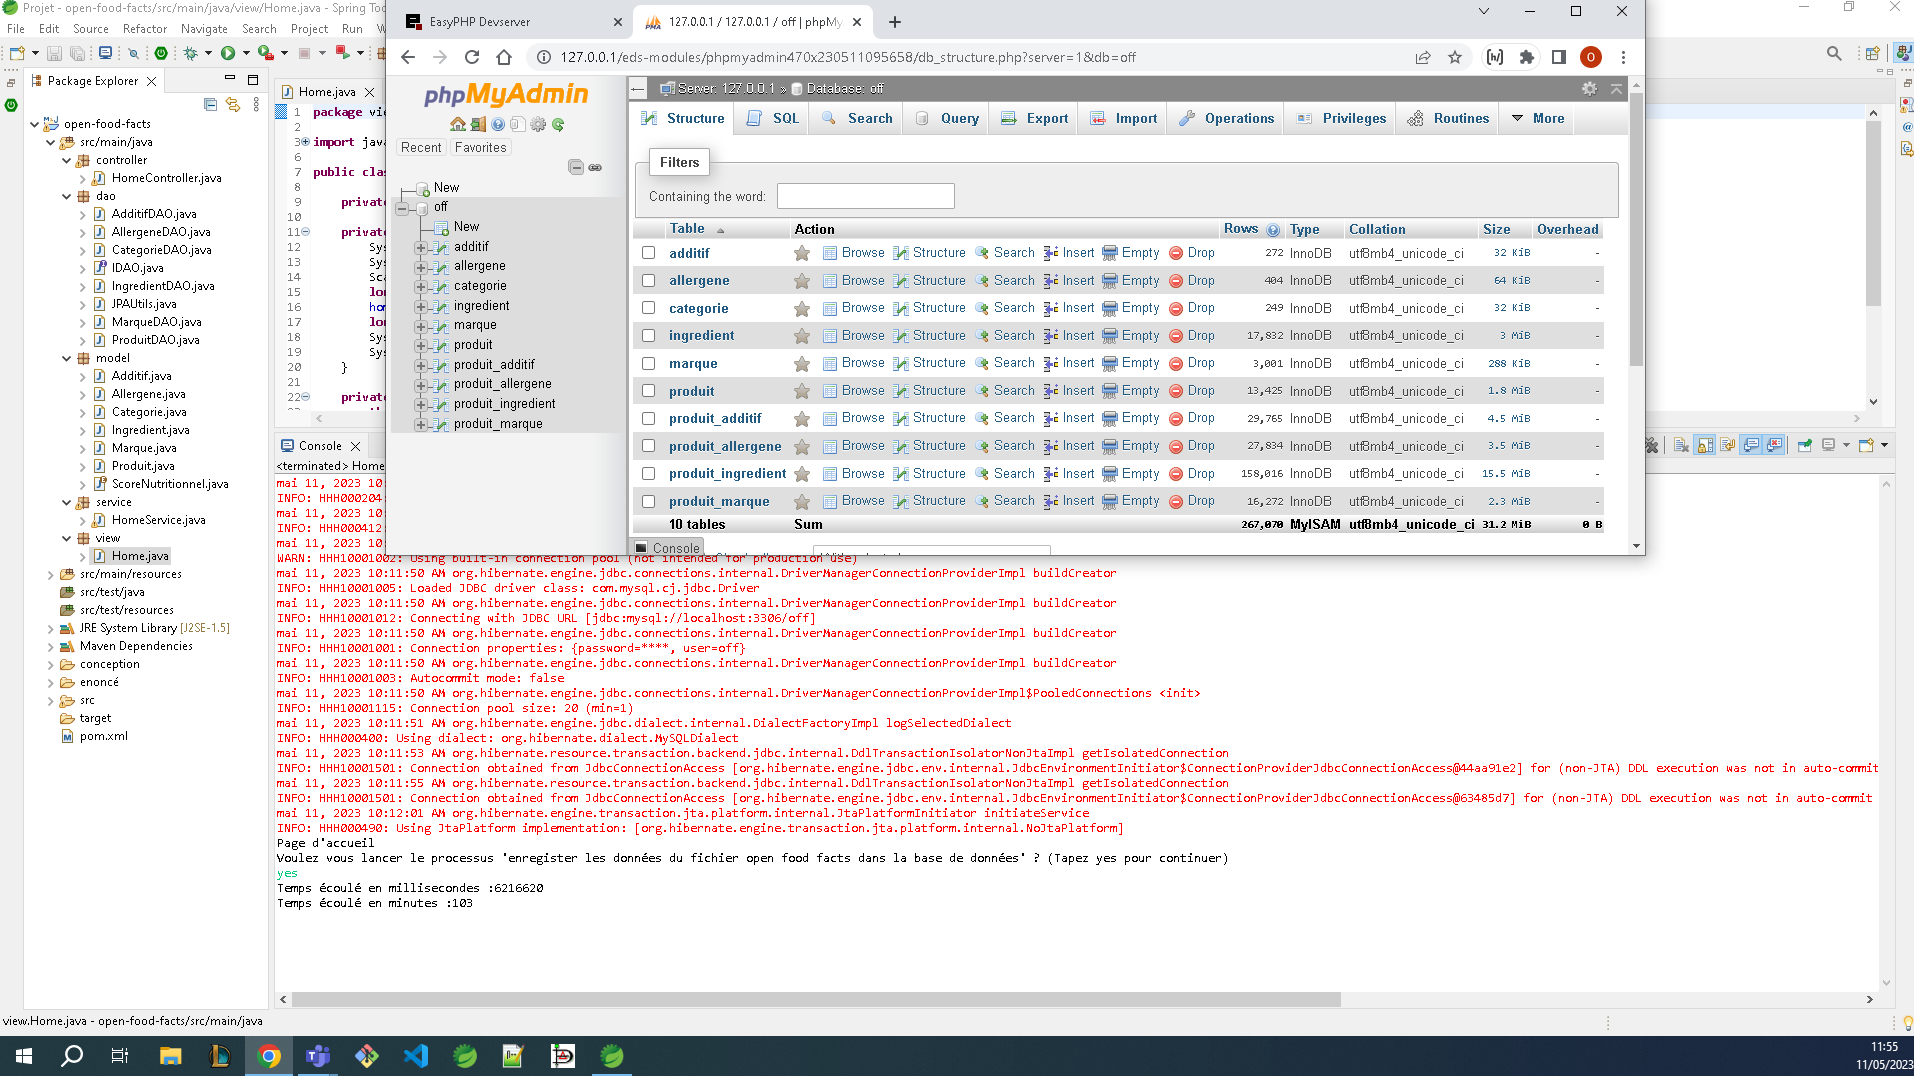 Projet - open-food-facts/src/main/java/view/Home.java - Spring Too
File Edit Source Refactor Navigate Search Project Run
Package Explorer
open-food-facts
src/main/java
controller
HomeController.java
dao
AdditifDAO.java
AllergeneDAO.java
CategorieDAO.java
IDAO.java
IngredientDAO.java
JPAUtils.java
MarqueDAO.java
ProduitDAO.java
model
Additif.java
Allergene.java
Categorie.java
Ingredient.java
Marque.java
Produit.java
ScoreNutritionnel.java
service
HomeService.java
view
Home.java
src/main/resources
src/test/java
src/test/resources
JRE System Library [J2SE-1.5]
Maven Dependencies
conception
enoncé
src
target
pom.xml
Home.java
1 package vie
2
3 import java
6
7 public clas
8
9 privat
10
11 privat
12 Sys
13 Sys
14 Sca
15 lon
16 hom
17 lon
18 Sys
19 Sys
20 }
21
22 privat
EasyPHP Devserver
127.0.0.1 / 127.0.0.1 / off | phpMy
127.0.0.1/eds-modules/phpmyadmin470x230511095658/db_structure.php?server=1&db=off
phpMyAdmin
Recent Favorites
New
off
New
additif
allergene
categorie
ingredient
marque
produit
produit_additif
produit_allergene
produit_ingredient
produit_marque
Server: 127.0.0.1 » Database: off
Structure SQL Search Query Export Import Operations Privileges Routines More
Filters
Containing the word:
Table Action Rows Type Collation Size Overhead
additif Browse Structure Search Insert Empty Drop 272 InnoDB utf8mb4_unicode_ci 32 KiB -
allergene Browse Structure Search Insert Empty Drop 404 InnoDB utf8mb4_unicode_ci 64 KiB -
categorie Browse Structure Search Insert Empty Drop 249 InnoDB utf8mb4_unicode_ci 32 KiB -
ingredient Browse Structure Search Insert Empty Drop 17,832 InnoDB utf8mb4_unicode_ci 3 MiB -
marque Browse Structure Search Insert Empty Drop 3,001 InnoDB utf8mb4_unicode_ci 288 KiB -
produit Browse Structure Search Insert Empty Drop 13,425 InnoDB utf8mb4_unicode_ci 1.8 MiB -
produit_additif Browse Structure Search Insert Empty Drop 29,765 InnoDB utf8mb4_unicode_ci 4.5 MiB -
produit_allergene Browse Structure Search Insert Empty Drop 27,834 InnoDB utf8mb4_unicode_ci 3.5 MiB -
produit_ingredient Browse Structure Search Insert Empty Drop 158,016 InnoDB utf8mb4_unicode_ci 15.5 MiB -
produit_marque Browse Structure Search Insert Empty Drop 16,272 InnoDB utf8mb4_unicode_ci 2.3 MiB -
10 tables Sum 267,070 MyISAM utf8mb4_unicode_ci 31.2 MiB 0 B
Console
Console
<terminated> Home
mai 11, 2023 10:
INFO: HHH000204:
mai 11, 2023 10:
INFO: HHH000412:
mai 11, 2023 10:
WARN: HHH10001002: Using built-in connection pool (not intended for production use)
mai 11, 2023 10:11:50 AM org.hibernate.engine.jdbc.connections.internal.DriverManagerConnectionProviderImpl buildCreator
INFO: HHH10001005: Loaded JDBC driver class: com.mysql.cj.jdbc.Driver
mai 11, 2023 10:11:50 AM org.hibernate.engine.jdbc.connections.internal.DriverManagerConnectionProviderImpl buildCreator
INFO: HHH10001012: Connecting with JDBC URL [jdbc:mysql://localhost:3306/off]
mai 11, 2023 10:11:50 AM org.hibernate.engine.jdbc.connections.internal.DriverManagerConnectionProviderImpl buildCreator
INFO: HHH10001001: Connection properties: {password=****, user=off}
mai 11, 2023 10:11:50 AM org.hibernate.engine.jdbc.connections.internal.DriverManagerConnectionProviderImpl buildCreator
INFO: HHH10001003: Autocommit mode: false
mai 11, 2023 10:11:50 AM org.hibernate.engine.jdbc.connections.internal.DriverManagerConnectionProviderImpl$PooledConnections <init>
INFO: HHH10001115: Connection pool size: 20 (min=1)
mai 11, 2023 10:11:51 AM org.hibernate.engine.jdbc.dialect.internal.DialectFactoryImpl logSelectedDialect
INFO: HHH000400: Using dialect: org.hibernate.dialect.MySQLDialect
mai 11, 2023 10:11:53 AM org.hibernate.resource.transaction.backend.jdbc.internal.DdlTransactionIsolatorNonJtaImpl getIsolatedConnection
INFO: HHH10001501: Connection obtained from JdbcConnectionAccess [org.hibernate.engine.jdbc.env.internal.JdbcEnvironmentInitiator$ConnectionProviderJdbcConnectionAccess@44aa91e2] for (non-JTA) DDL execution was not in auto-commit
mai 11, 2023 10:11:55 AM org.hibernate.resource.transaction.backend.jdbc.internal.DdlTransactionIsolatorNonJtaImpl getIsolatedConnection
INFO: HHH10001501: Connection obtained from JdbcConnectionAccess [org.hibernate.engine.jdbc.env.internal.JdbcEnvironmentInitiator$ConnectionProviderJdbcConnectionAccess@63485d7] for (non-JTA) DDL execution was not in auto-commit
mai 11, 2023 10:12:01 AM org.hibernate.engine.transaction.jta.platform.internal.JtaPlatformInitiator initiateService
INFO: HHH000490: Using JtaPlatform implementation: [org.hibernate.engine.transaction.jta.platform.internal.NoJtaPlatform]
Page d'accueil
Voulez vous lancer le processus 'enregister les données du fichier open food facts dans la base de données' ? (Tapez yes pour continuer)
yes
Temps écoulé en millisecondes :6216620
Temps écoulé en minutes :103
view.Home.java - open-food-facts/src/main/java
11:55
11/05/2023